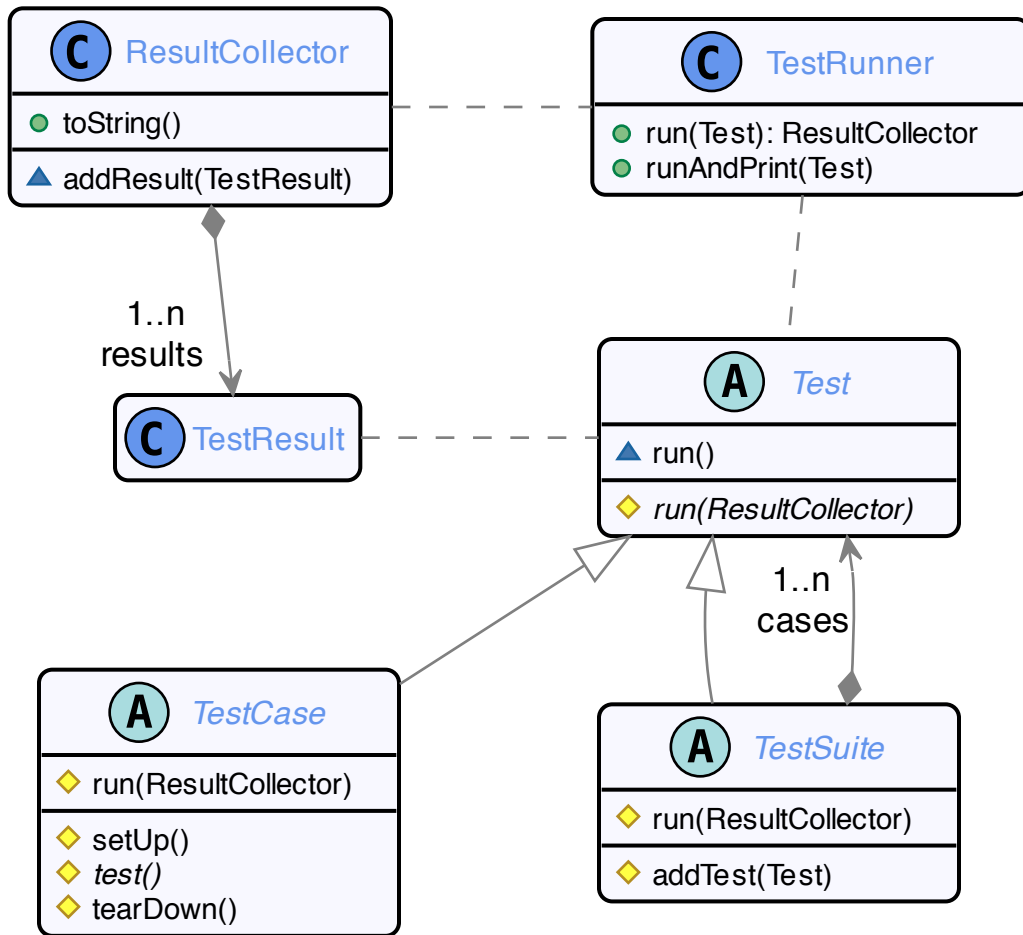 C ResultCollector
toString()
addResult(TestResult)
C TestRunner
run(Test): ResultCollector
runAndPrint(Test)
1..n
results
C TestResult
A Test
run()
run(ResultCollector)
1..n
cases
A TestCase
run(ResultCollector)
setUp()
test()
tearDown()
A TestSuite
run(ResultCollector)
addTest(Test)